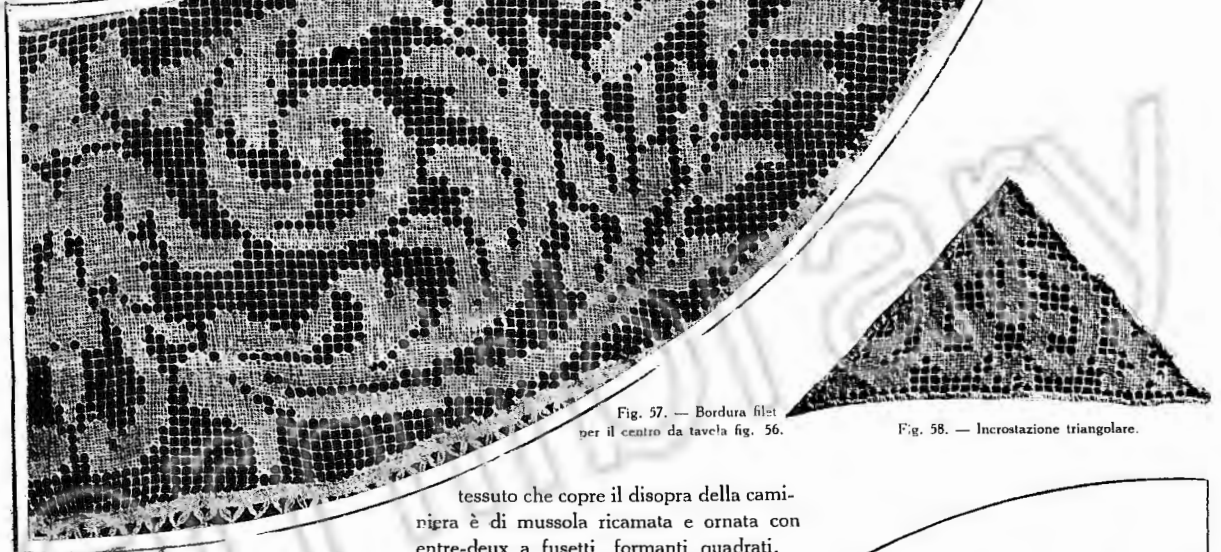 Fig. 57. — Bordura filet
per il centro da tavola fig. 56.
Fig. 58. — Incrostazione triangolare.
tessuto che copre il disopra della cami-
niera è di mussola ricamata e ornata con
entre-deux a fusetti formanti quadrati.